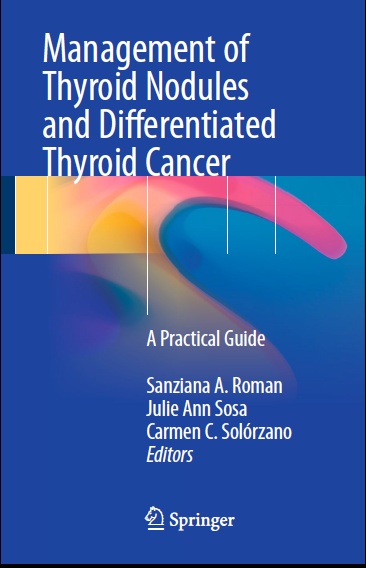 Management of
Thyroid Nodules
and Differentiated
Thyroid Cancer
A Practical Guide
Sanziana A. Roman
Julie Ann Sosa
Carmen C. Solórzano
Editors
Springer